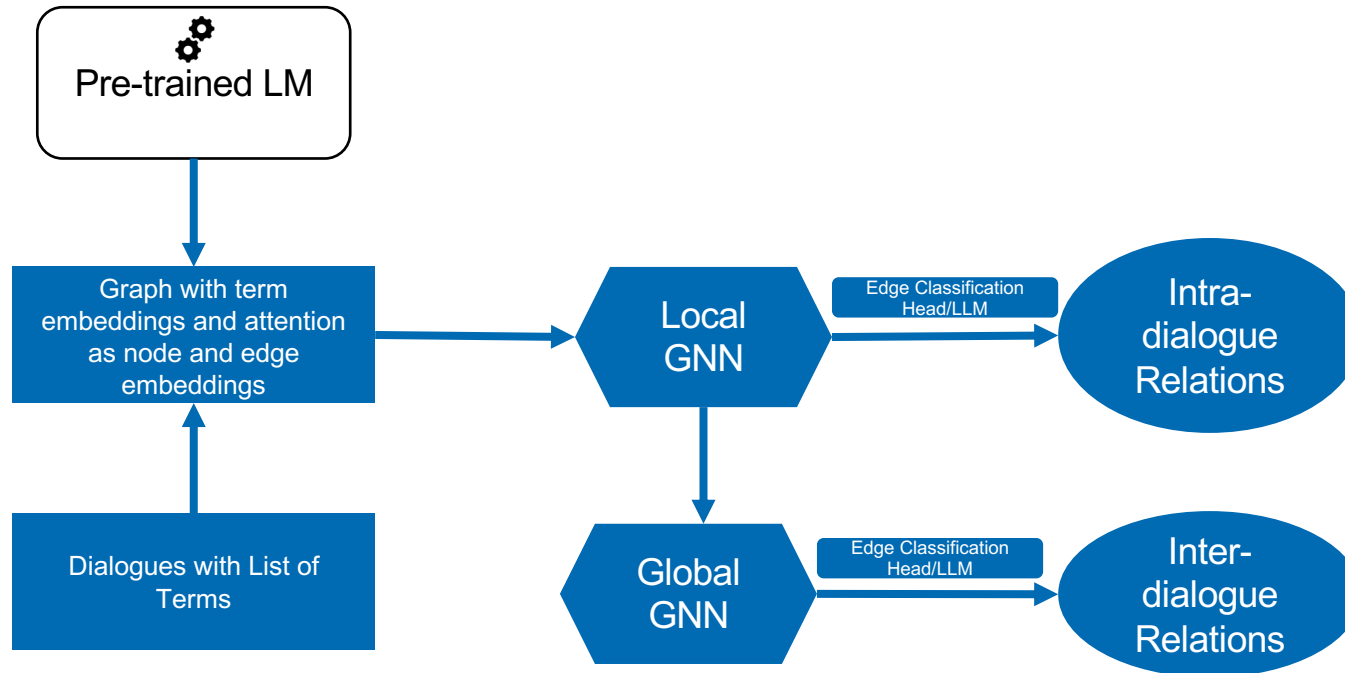 Pre-trained LM
Graph with term
embeddings and attention
as node and edge
embeddings
Local
GNN
Edge Classification
Head/LLM
Intra-
dialogue
Relations
Dialogues with List of
Terms
Global
GNN
Edge Classification
Head/LLM
Inter-
dialogue
Relations